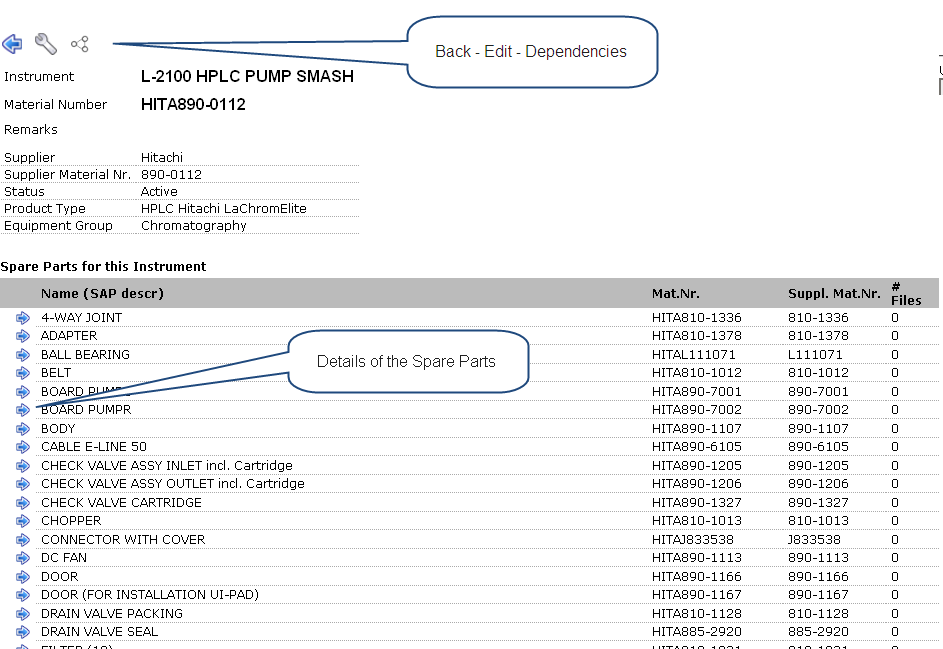 Back - Edit - Dependencies
Instrument L-2100 HPLC PUMP SMASH
Material Number HITA890-0112
Remarks
Supplier Hitachi
Supplier Material Nr. 890-0112
Status Active
Product Type HPLC Hitachi LaChromElite
Equipment Group Chromatography
Spare Parts for this Instrument
Name (SAP descr) Mat.Nr. Suppl. Mat.Nr. # Files
4-WAY JOINT HITA810-1336 810-1336 0
ADAPTER HITA810-1378 810-1378 0
BALL BEARING HITAL111071 L111071 0
Details of the Spare Parts
BELT HITA810-1012 810-1012 0
BOARD HITA890-7001 890-7001 0
BOARD PUMPR HITA890-7002 890-7002 0
BODY HITA890-1107 890-1107 0
CABLE E-LINE 50 HITA890-6105 890-6105 0
CHECK VALVE ASSY INLET incl. Cartridge HITA890-1205 890-1205 0
CHECK VALVE ASSY OUTLET incl. Cartridge HITA890-1206 890-1206 0
CHECK VALVE CARTRIDGE HITA890-1327 890-1327 0
CHOPPER HITA810-1013 810-1013 0
CONNECTOR WITH COVER HITAJ833538 J833538 0
DC FAN HITA890-1113 890-1113 0
DOOR HITA890-1166 890-1166 0
DOOR (FOR INSTALLATION UI-PAD) HITA890-1167 890-1167 0
DRAIN VALVE PACKING HITA810-1128 810-1128 0
DRAIN VALVE SEAL HITA885-2920 885-2920 0